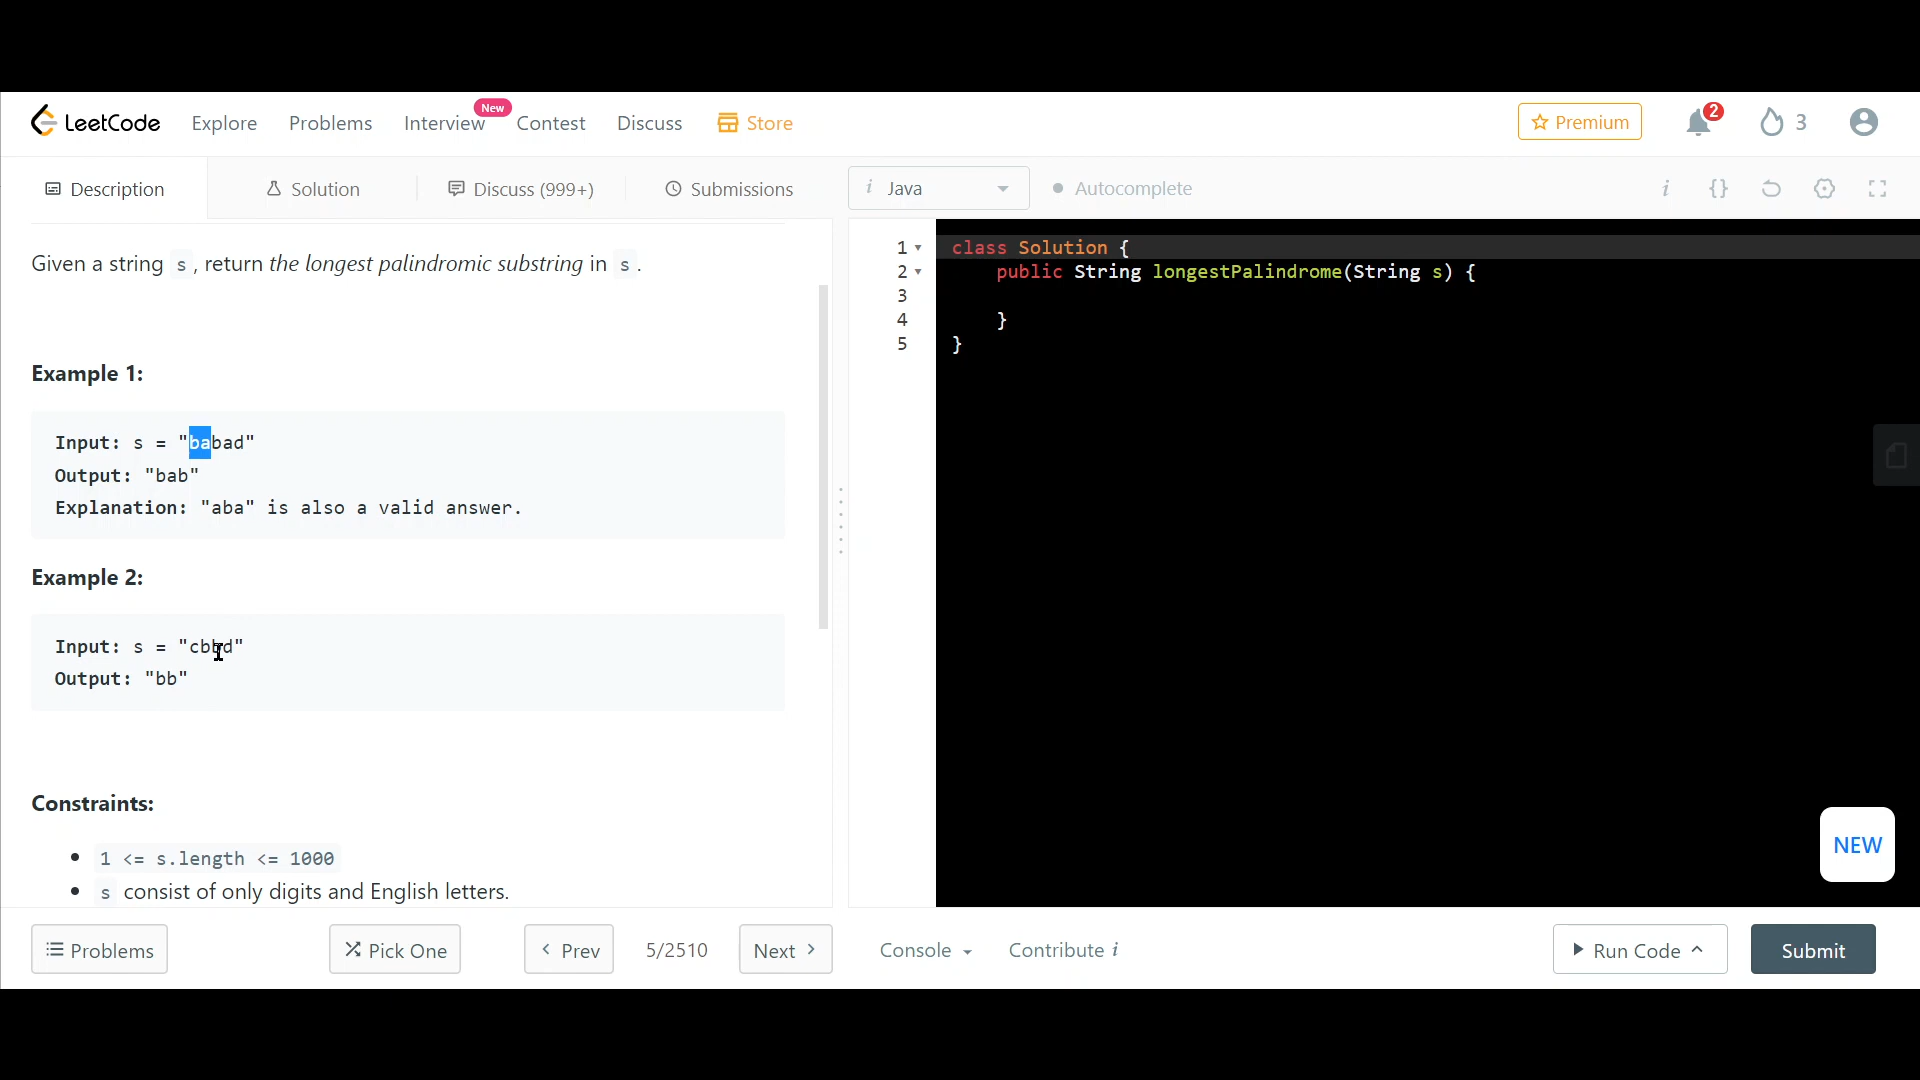 LeetCode Explore Problems Interview New Contest Discuss Store Premium 2 3
Description Solution Discuss (999+) Submissions i Java Autocomplete i {}
Given a string s, return the longest palindromic substring in s.
Example 1:
Input: s = "babad"
Output: "bab"
Explanation: "aba" is also a valid answer.
Example 2:
Input: s = "cbbd"
Output: "bb"
Constraints:
1 <= s.length <= 1000
s consist of only digits and English letters.
1 class Solution {
2 public String longestPalindrome(String s) {
3
4 }
5 }
NEW
Problems Pick One Prev 5/2510 Next Console Contribute i Run Code Submit